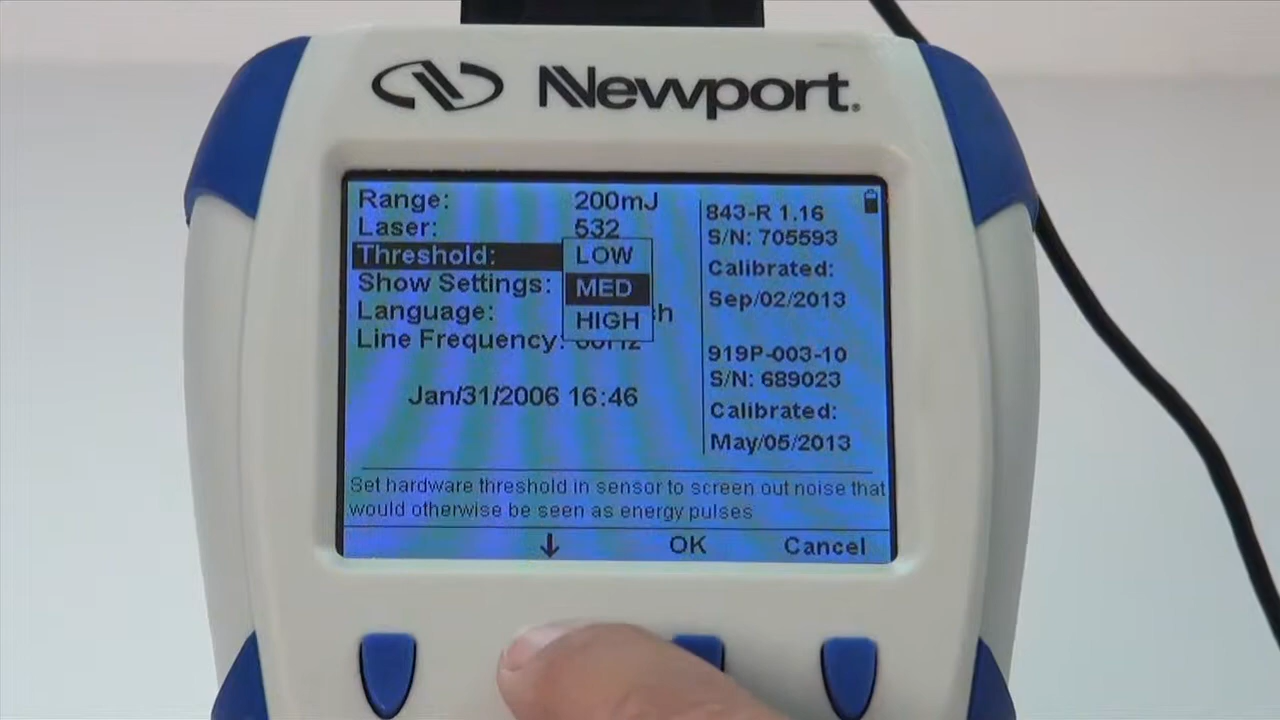 Newport.
Range: 200mJ
Laser: 532
Threshold: LOW
Show Settings: MED
Language: HIGH h
Line Frequency:
Jan/31/2006 16:46
843-R 1.16
S/N: 705593
Calibrated:
Sep/02/2013
919P-003-10
S/N: 689023
Calibrated:
May/05/2013
Set hardware threshold in sensor to screen out noise that
would otherwise be seen as energy pulses
↓ OK Cancel